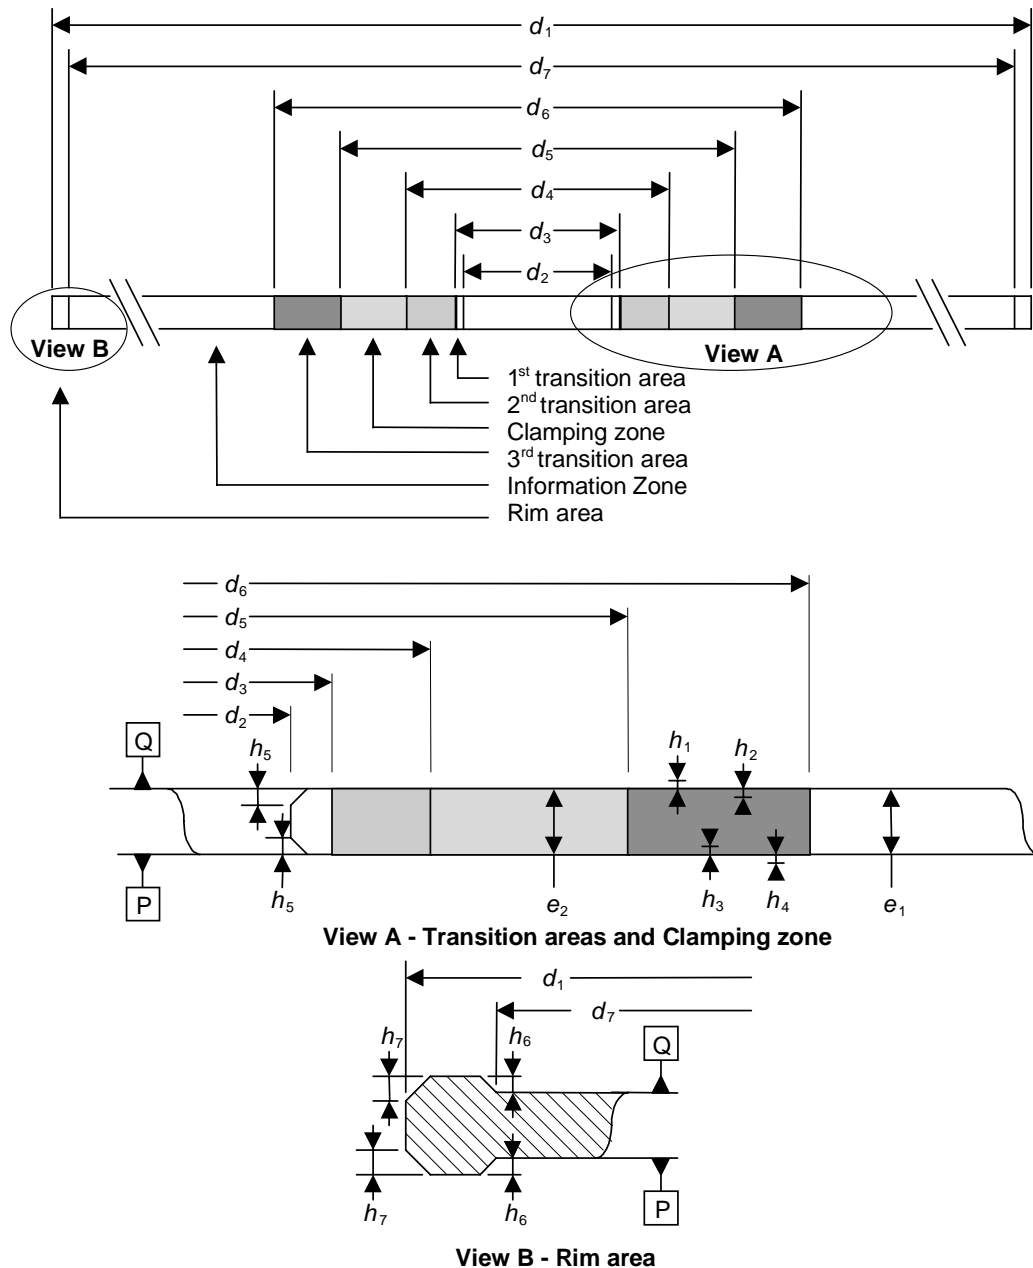 d1
d7
d6
d5
d4
d3
d2
View B
View A
1st transition area
2nd transition area
Clamping zone
3rd transition area
Information Zone
Rim area
d6
d5
d4
d3
d2
Q
h5
h1
h2
P
h5
e2
h3
h4
e1
View A - Transition areas and Clamping zone
d1
d7
h7
h6
Q
h7
h6
P
View B - Rim area